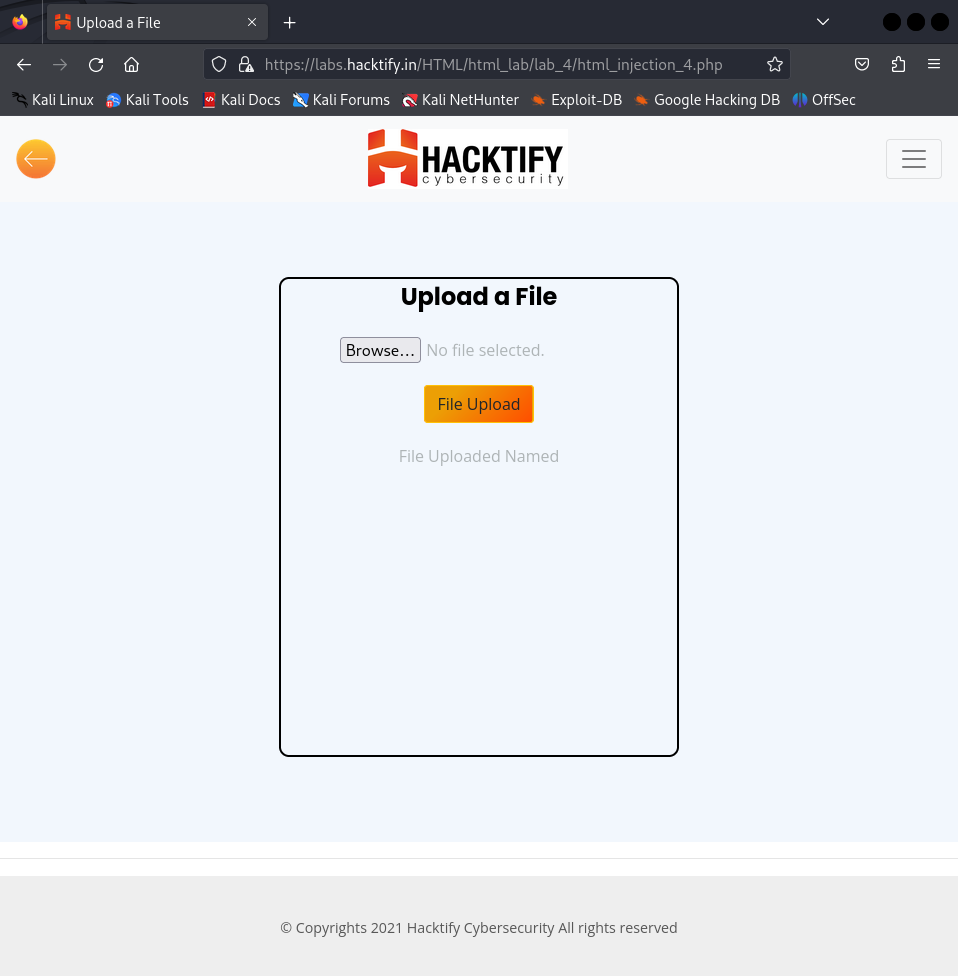 Upload a File
https://labs.hacktify.in/HTML/html_lab/lab_4/html_injection_4.php
Kali Linux Kali Tools Kali Docs Kali Forums Kali NetHunter Exploit-DB Google Hacking DB OffSec
HACKTIFY
cybersecurity
Upload a File
Browse... No file selected.
File Upload
File Uploaded Named
© Copyrights 2021 Hacktify Cybersecurity All rights reserved